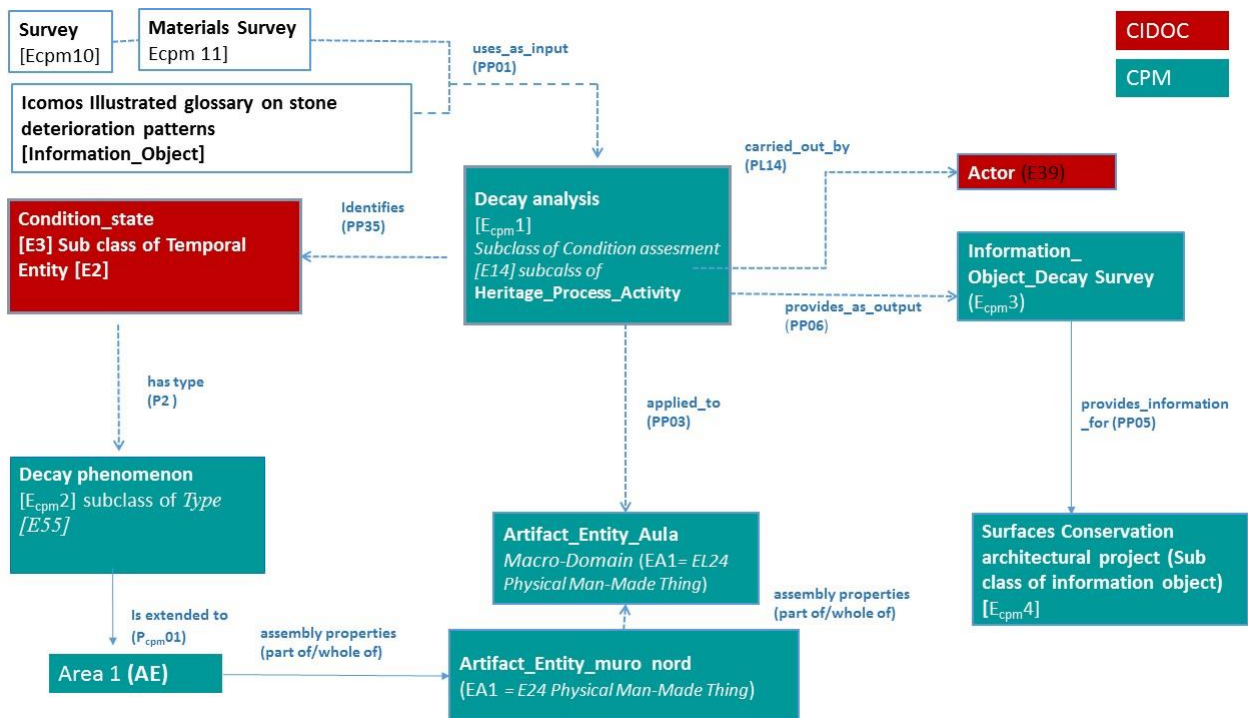 Survey
[Ecpm10]
Materials Survey
Ecpm 11]
uses_as_input
(PP01)
CIDOC
CPM
Icomos Illustrated glossary on stone
deterioration patterns
[Information_Object]
carried_out_by
(PL14)
Actor (E39)
Condition_state
[E3] Sub class of Temporal
Entity [E2]
Identifies
(PP35)
Decay analysis
[Ecpm1]
Subclass of Condition assesment
[E14] subcalss of
Heritage_Process_Activity
Information_
Object_Decay Survey
(Ecpm3)
provides_as_output
(PP06)
has type
(P2 )
applied_to
(PP03)
provides_information
_for (PP05)
Decay phenomenon
[Ecpm2] subclass of Type
[E55]
Artifact_Entity_Aula
Macro-Domain (EA1= EL24
Physical Man-Made Thing)
Surfaces Conservation
architectural project (Sub
class of information object)
[Ecpm4]
Is extended to
(Pcpm01)
assembly properties
(part of/whole of)
assembly properties
(part of/whole of)
Area 1 (AE)
Artifact_Entity_muro nord
(EA1 = E24 Physical Man-Made Thing)